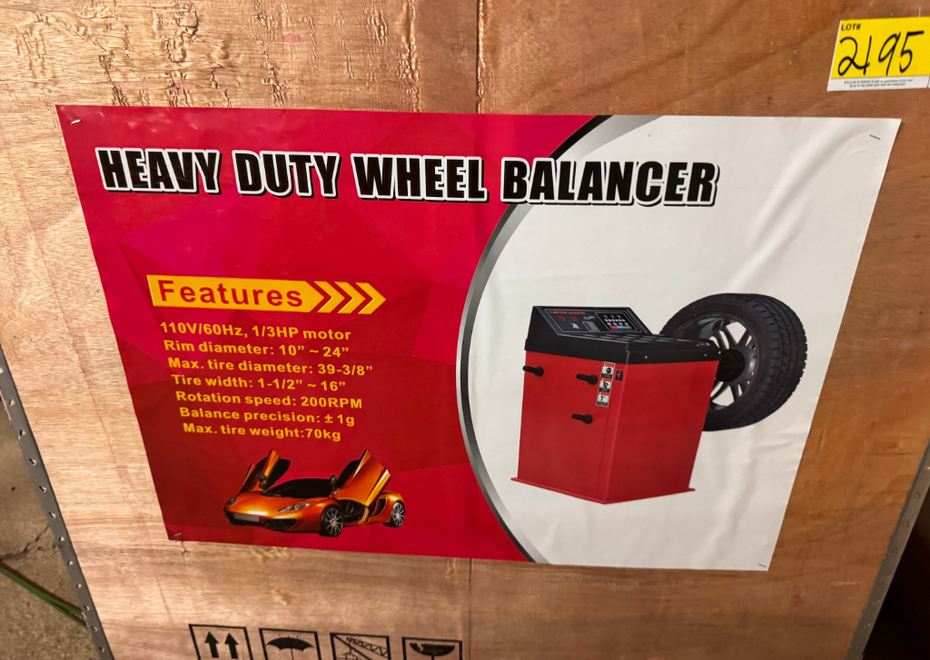 LOT#
2195
HEAVY DUTY WHEEL BALANCER
Features
110V/60Hz, 1/3HP motor
Rim diameter: 10” ~ 24”
Max. tire diameter: 39-3/8”
Tire width: 1-1/2” ~ 16”
Rotation speed: 200RPM
Balance precision: ± 1g
Max. tire weight:70kg